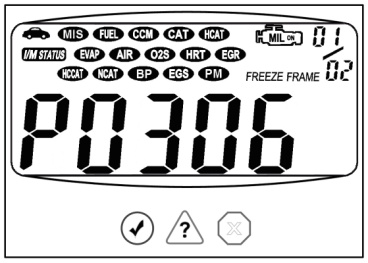 MIS FUEL CCM CAT HCAT MIL ON 01
I/M STATUS EVAP AIR O2S HRT EGR
HCCAT NCAT BP EGS PM FREEZE FRAME 02
P0306
?
X